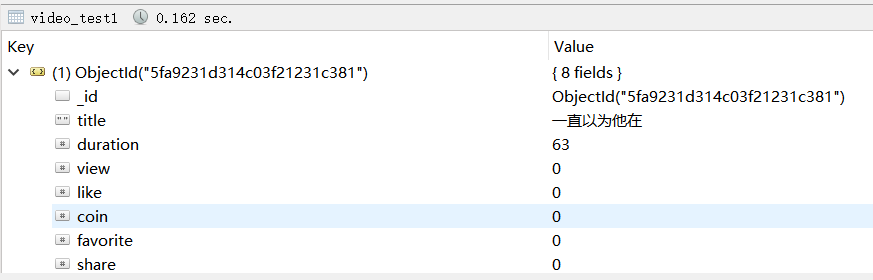 video_test1 0.162 sec.
Key Value
(1) ObjectId("5fa9231d314c03f21231c381") { 8 fields }
_id ObjectId("5fa9231d314c03f21231c381")
"" title 一直以为他在
# duration 63
# view 0
# like 0
# coin 0
# favorite 0
# share 0